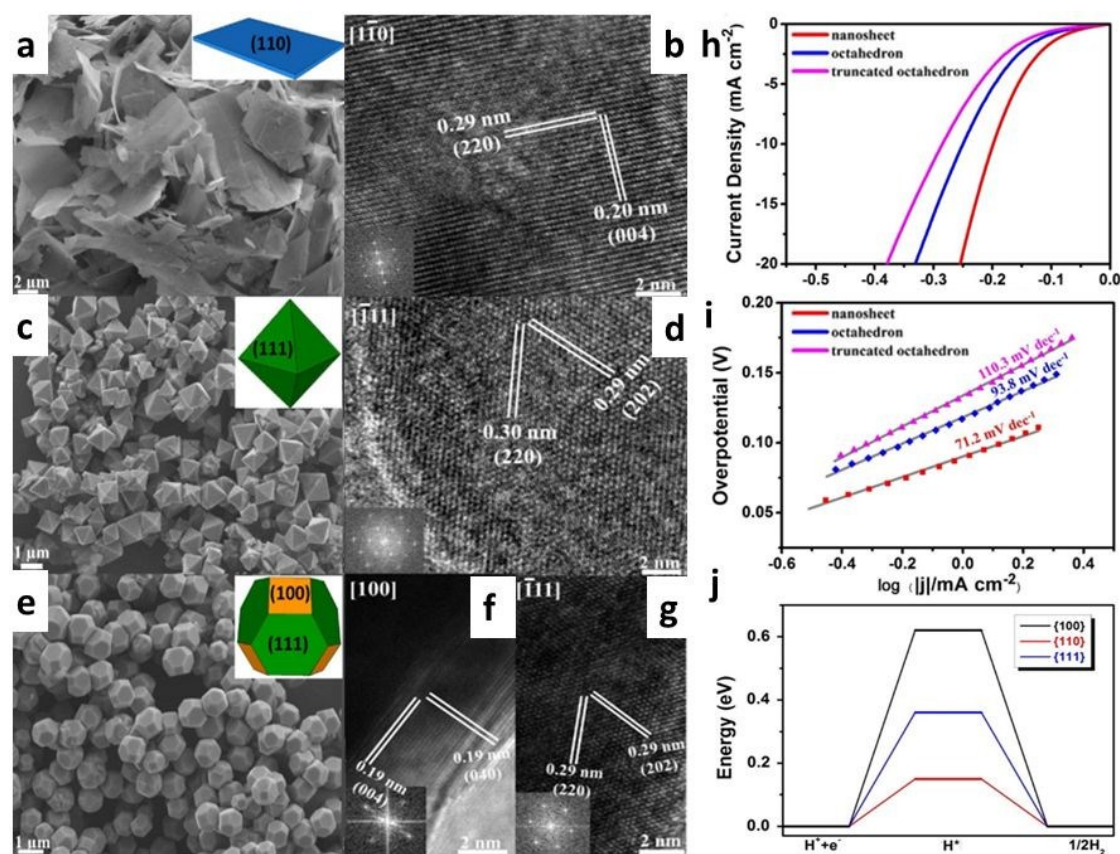 a
(110)
2 μm
[11̄0]
b
0.29 nm
(220)
0.20 nm
(004)
2 nm
c
(111)
1 μm
[1̄11]
d
0.29 nm
(202)
0.30 nm
(220)
2 nm
e
(100)
(111)
1 μm
[100]
f
0.19 nm
(004)
0.19 nm
(040)
2 nm
[1̄11]
g
0.29 nm
(220)
0.29 nm
(202)
2 nm
h
nanosheet
octahedron
truncated octahedron
Current Density (mA cm⁻²)
0
-5
-10
-15
-20
-0.5 -0.4 -0.3 -0.2 -0.1 0.0
i
nanosheet
octahedron
truncated octahedron
110.3 mV dec⁻¹
93.8 mV dec⁻¹
71.2 mV dec⁻¹
Overpotential (V)
0.20
0.15
0.10
0.05
-0.6 -0.4 -0.2 0.0 0.2 0.4 0.6
log (|j|/mA cm⁻²)
j
{100}
{110}
{111}
Energy (eV)
0.6
0.4
0.2
0.0
H⁺+e⁻ H* 1/2H₂